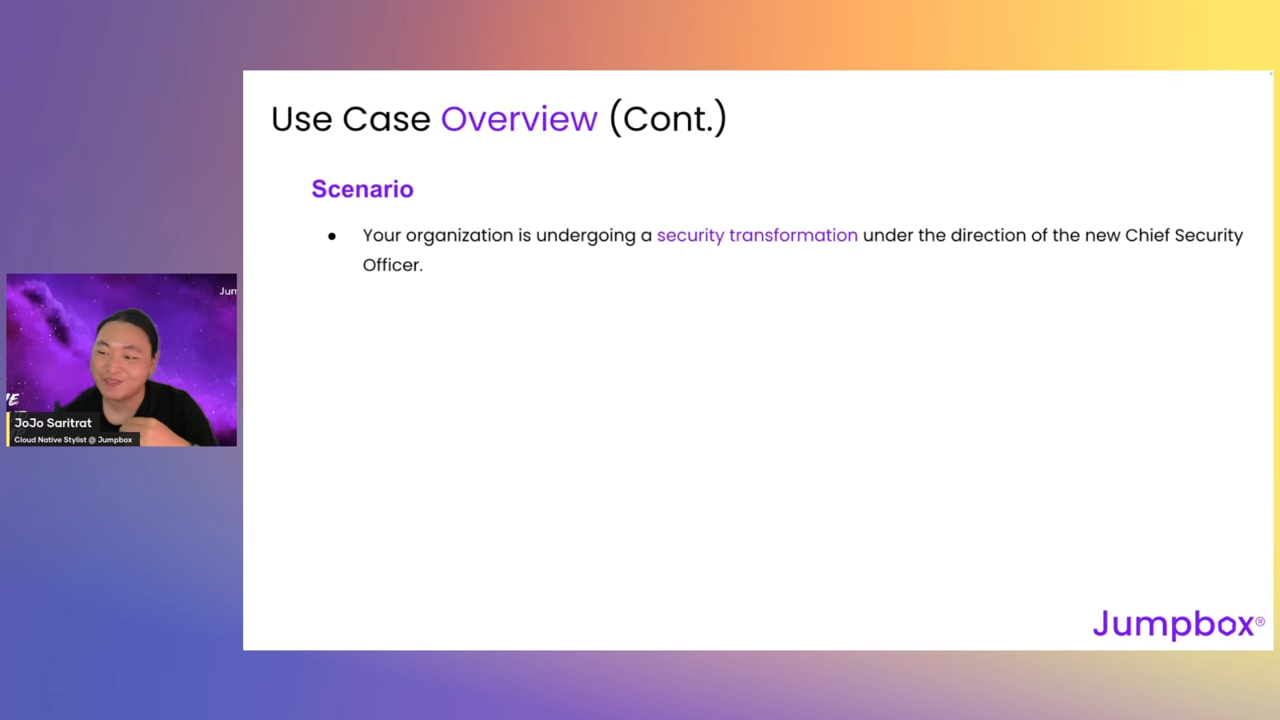 Use Case Overview (Cont.)
Scenario
● Your organization is undergoing a security transformation under the direction of the new Chief Security
Officer.
Jum
JoJo Saritrat
Cloud Native Stylist @ Jumpbox
Jumpbox®